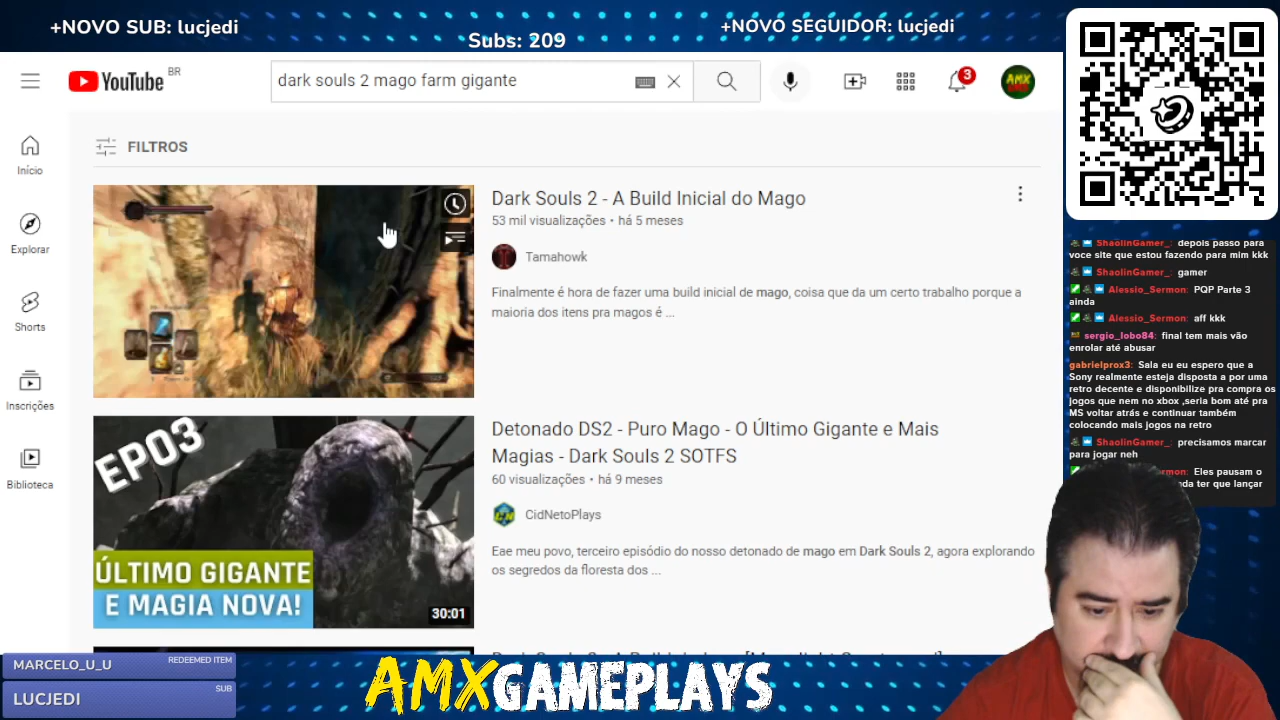 +NOVO SUB: lucjedi
Subs: 209
+NOVO SEGUIDOR: lucjedi
YouTube BR
dark souls 2 mago farm gigante
3
AMX
Início
Explorar
Shorts
Inscrições
Biblioteca
FILTROS
Dark Souls 2 - A Build Inicial do Mago
53 mil visualizações • há 5 meses
Tamahowk
Finalmente é hora de fazer uma build inicial de mago, coisa que da um certo trabalho porque a
maioria dos itens pra magos é ...
EP03
ÚLTIMO GIGANTE
E MAGIA NOVA!
30:01
Detonado DS2 - Puro Mago - O Último Gigante e Mais
Magias - Dark Souls 2 SOTFS
60 visualizações • há 9 meses
CidNetoPlays
Eae meu povo, terceiro episódio do nosso detonado de mago em Dark Souls 2, agora explorando
os segredos da floresta dos ...
ShaolinGamer_: depois passo para
voce site que estou fazendo para mim kkk
ShaolinGamer_: gamer
Alessio_Sermon: PQP Parte 3
ainda
Alessio_Sermon: aff kkk
sergio_lobo84: final tem mais vão
enrolar até abusar
gabrielprox3: Sala eu eu espero que a
Sony realmente esteja disposta a por uma
retro decente e disponibilize pra compra os
jogos que nem no xbox ,seria bom até pra
MS voltar atrás e continuar também
colocando mais jogos na retro
ShaolinGamer_: precisamos marcar
para jogar neh
Eles pausam o
ter que lançar
MARCELO_U_U
REDEEMED ITEM
LUCJEDI
SUB
AMXGAMEPLAYS